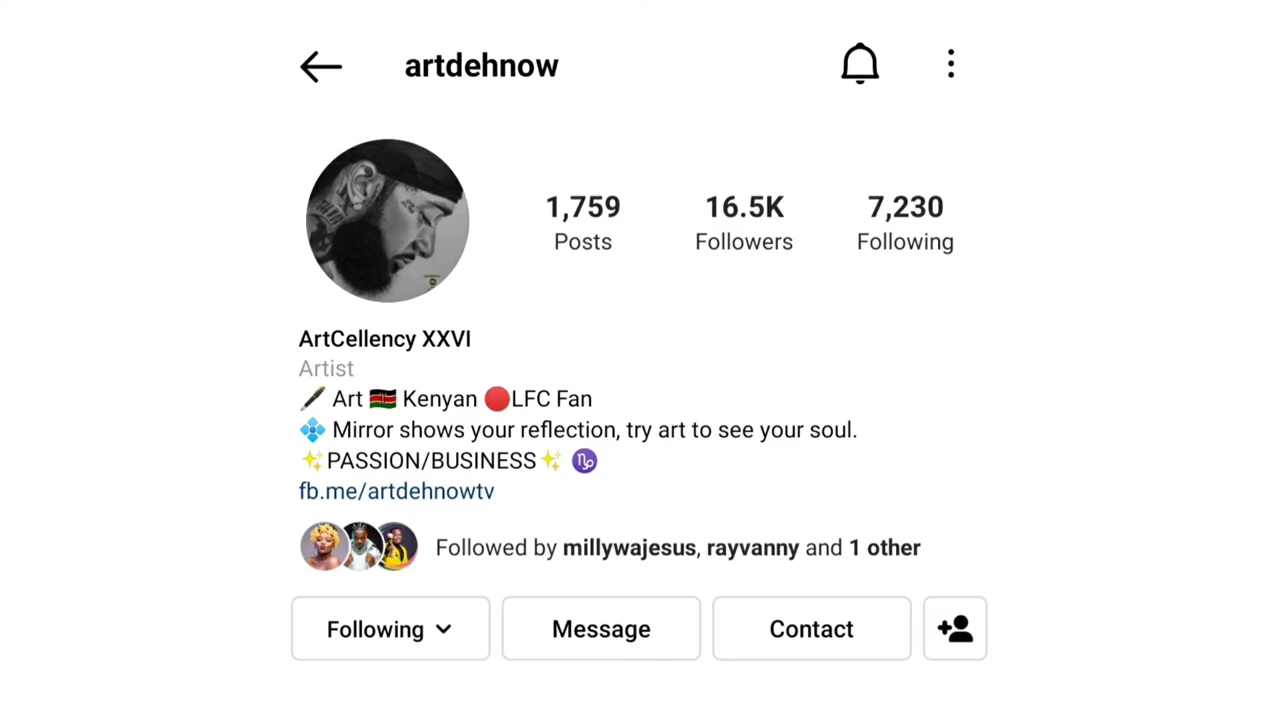 artdehnow
1,759 16.5K 7,230
Posts Followers Following
ArtCellency XXVI
Artist
🖋️ Art 🇰🇪 Kenyan 🔴LFC Fan
💠 Mirror shows your reflection, try art to see your soul.
✨PASSION/BUSINESS✨ ♑
fb.me/artdehnowtv
Followed by millywajesus, rayvanny and 1 other
Following Message Contact